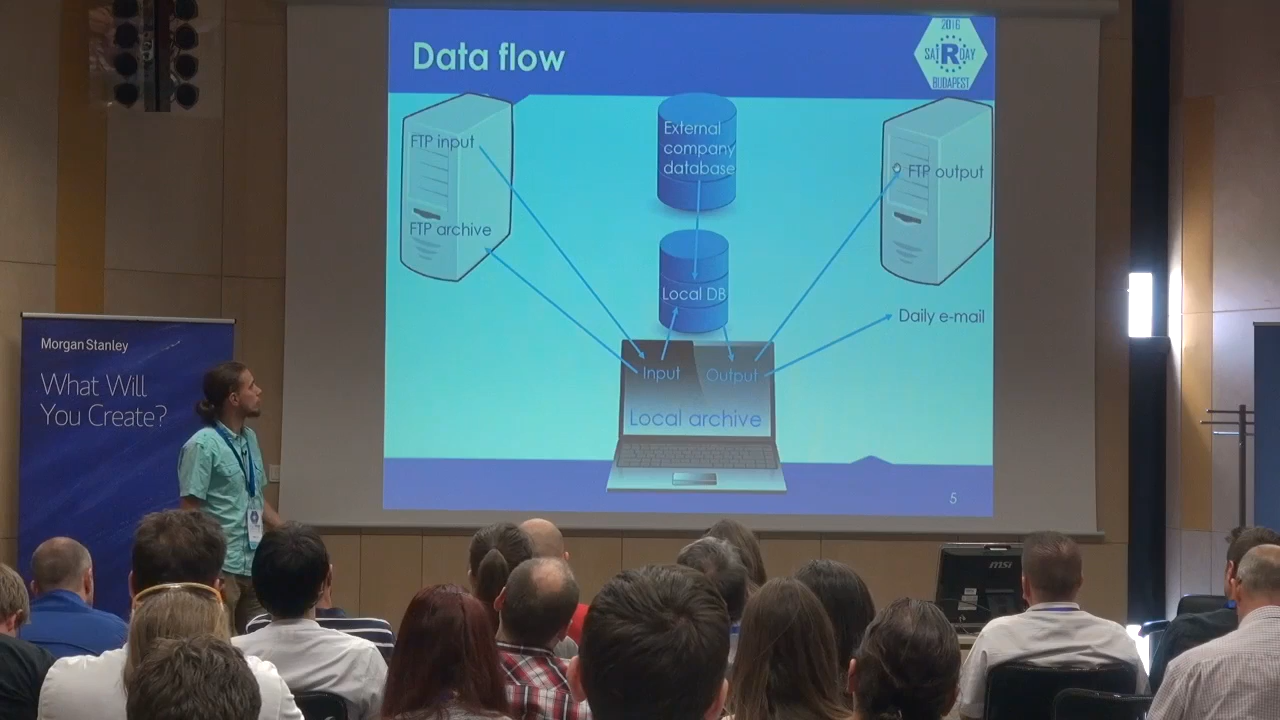 Data flow
2016
SATRDAY
BUDAPEST
FTP input
FTP archive
External
company
database
FTP output
Local DB
Daily e-mail
Input
Output
Local archive
5
Morgan Stanley
What Will
You Create?
msi